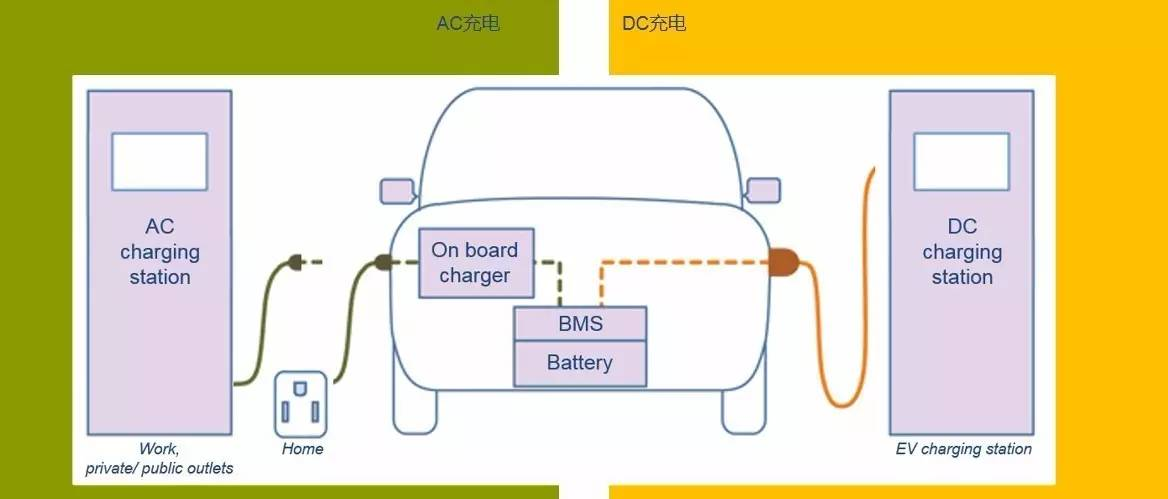 AC充电
DC充电
AC
charging
station
On board
charger
BMS
Battery
DC
charging
station
Work,
private/ public outlets
Home
EV charging station